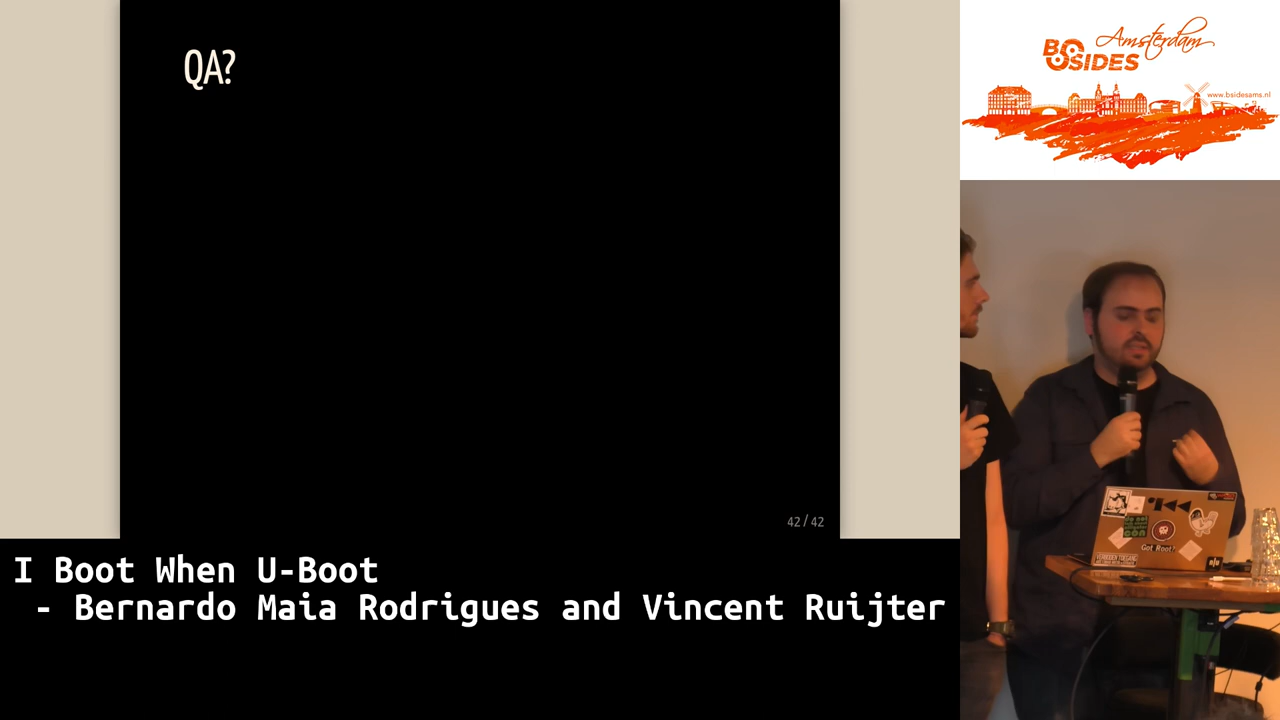 QA?
42 / 42
I Boot When U-Boot
- Bernardo Maia Rodrigues and Vincent Ruijter
Amsterdam
BSIDES
www.bsidesams.nl
Got Root?